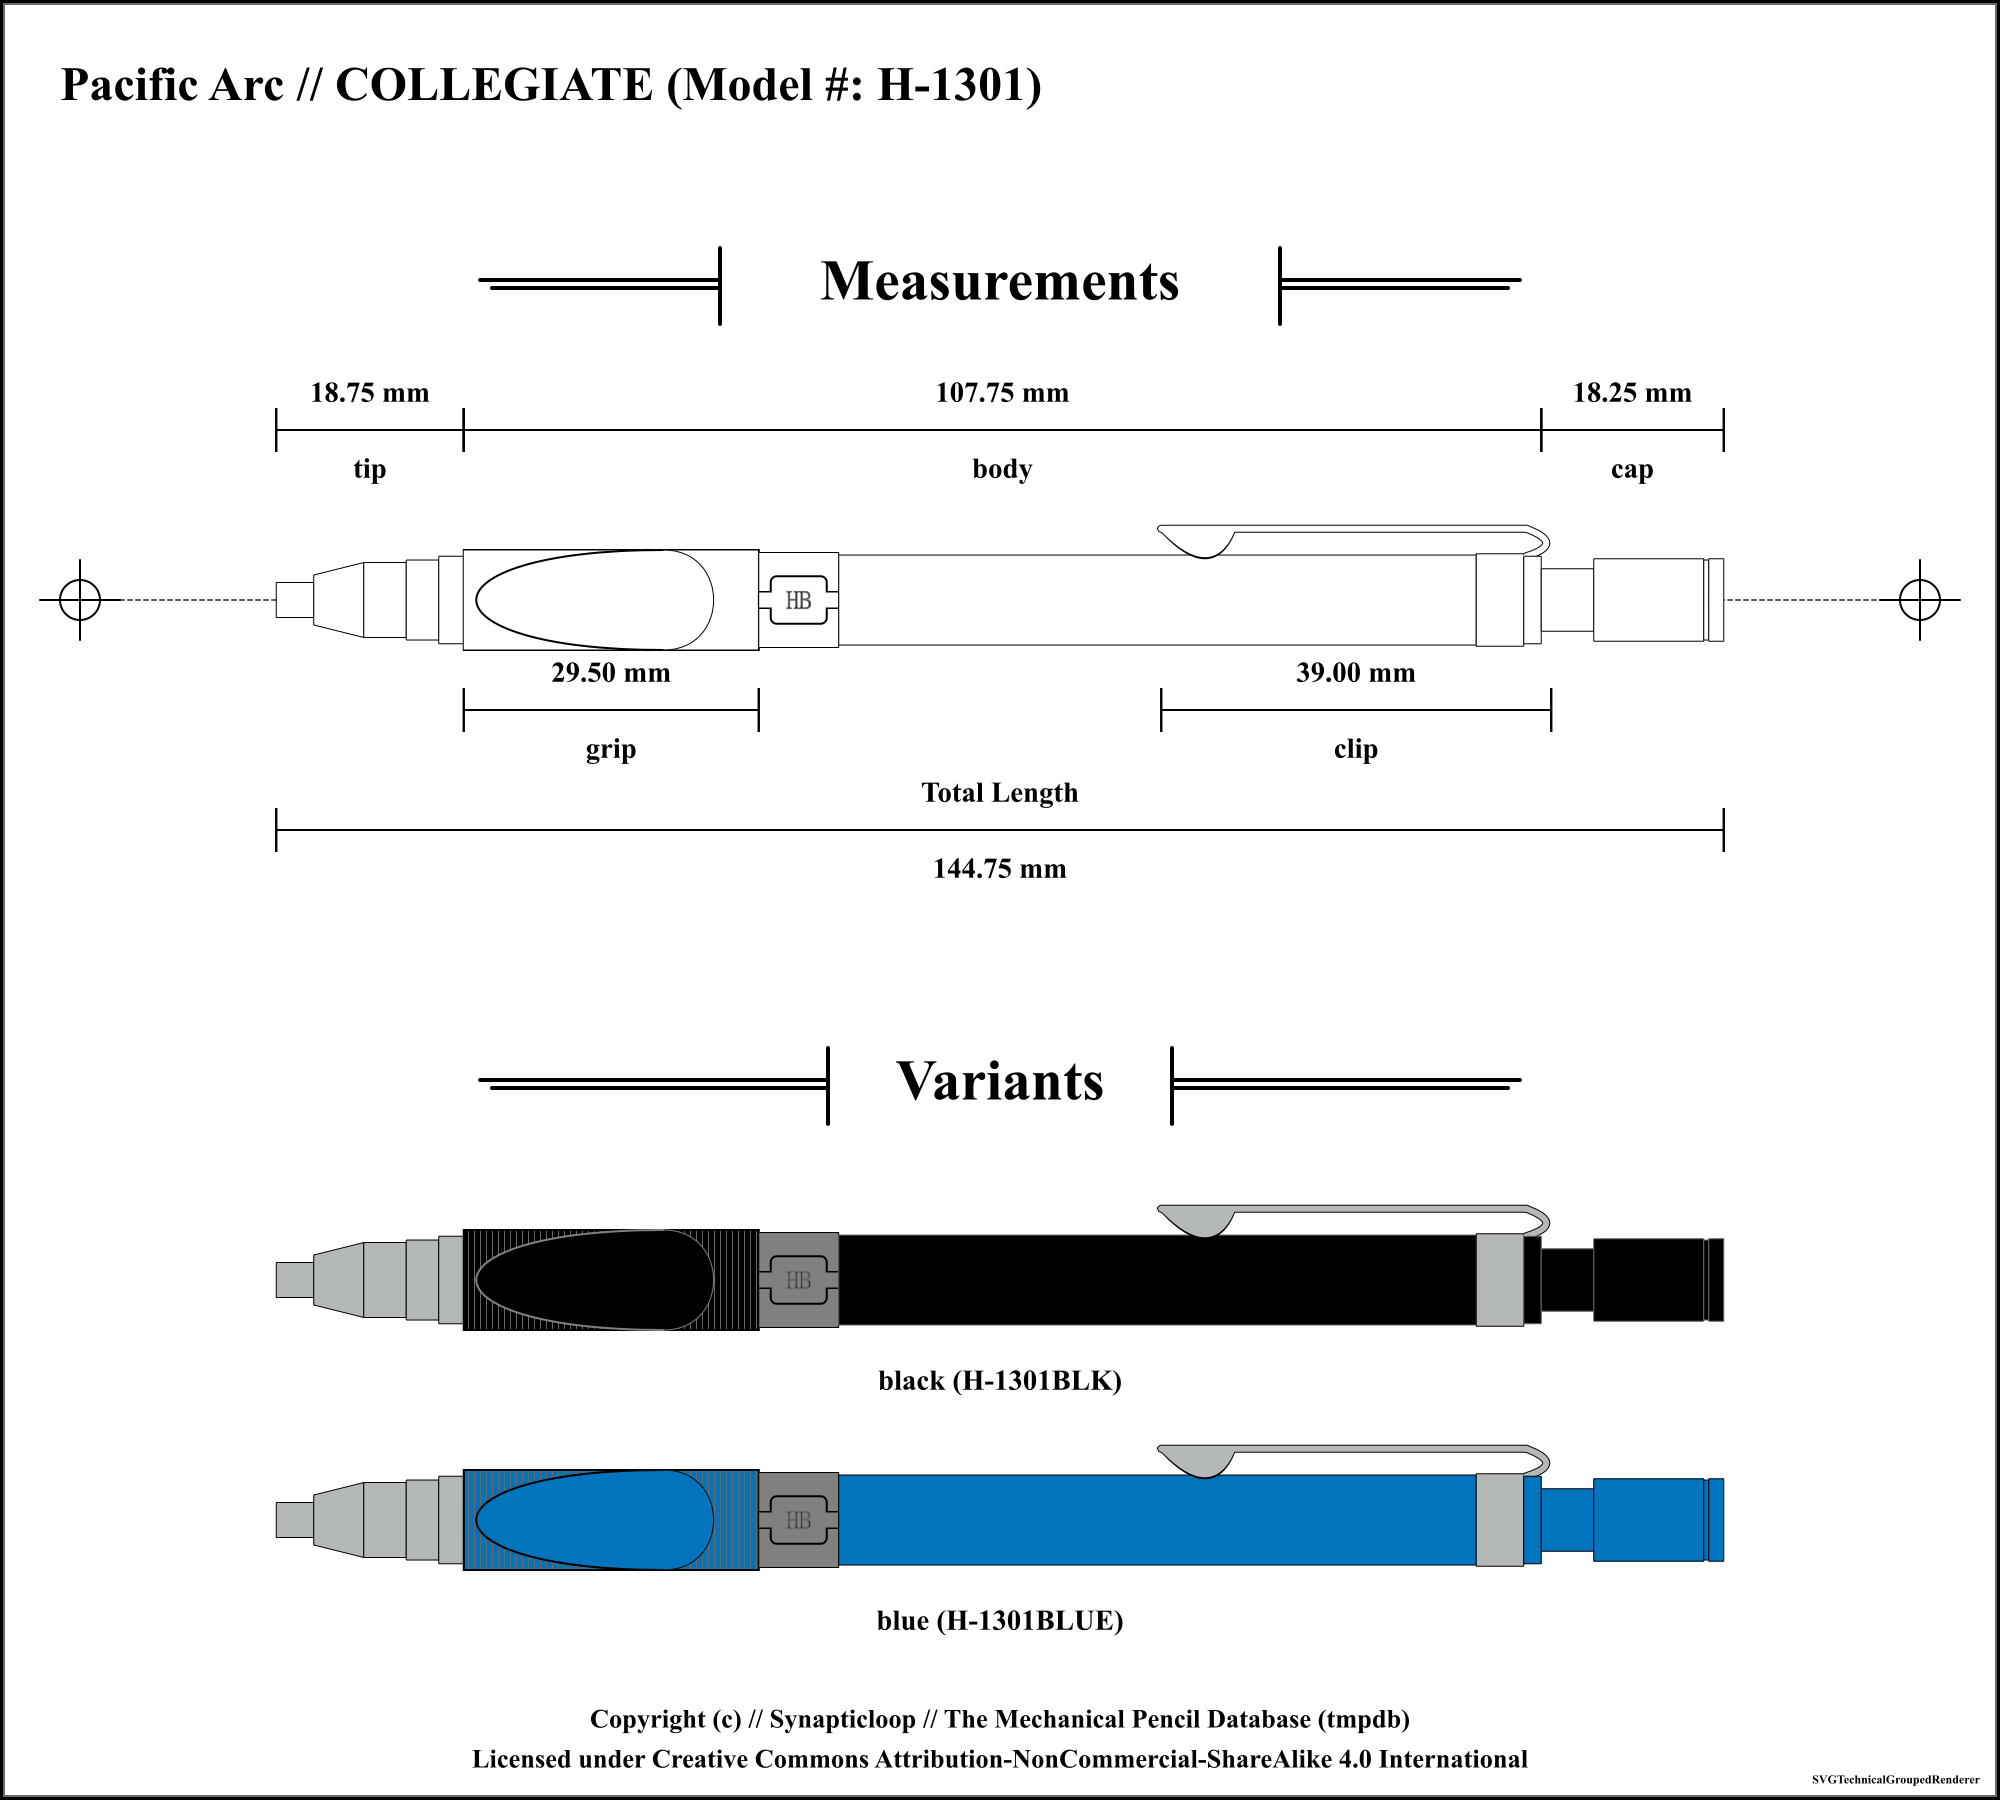 Pacific Arc // COLLEGIATE (Model #: H-1301)
Measurements
18.75 mm
107.75 mm
18.25 mm
tip
body
cap
HB
29.50 mm
39.00 mm
grip
clip
Total Length
144.75 mm
Variants
HB
black (H-1301BLK)
HB
blue (H-1301BLUE)
Copyright (c) // Synapticloop // The Mechanical Pencil Database (tmpdb)
Licensed under Creative Commons Attribution-NonCommercial-ShareAlike 4.0 International
SVGTechnicalGroupedRenderer